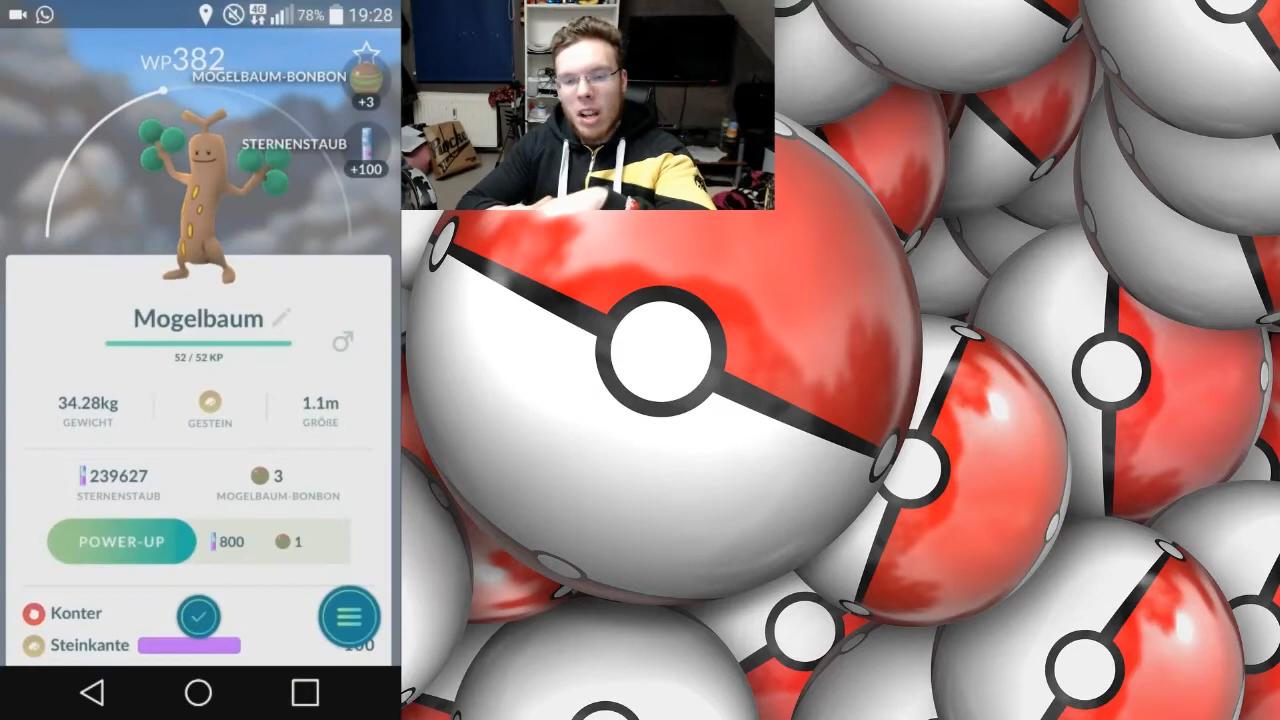 4G 78% 19:28
WP382
MOGELBAUM-BONBON
+3
STERNENSTAUB
+100
Mogelbaum
52 / 52 KP
34.28kg 1.1m
GEWICHT GESTEIN GRÖSSE
239627 3
STERNENSTAUB MOGELBAUM-BONBON
POWER-UP 800 1
Konter
Steinkante